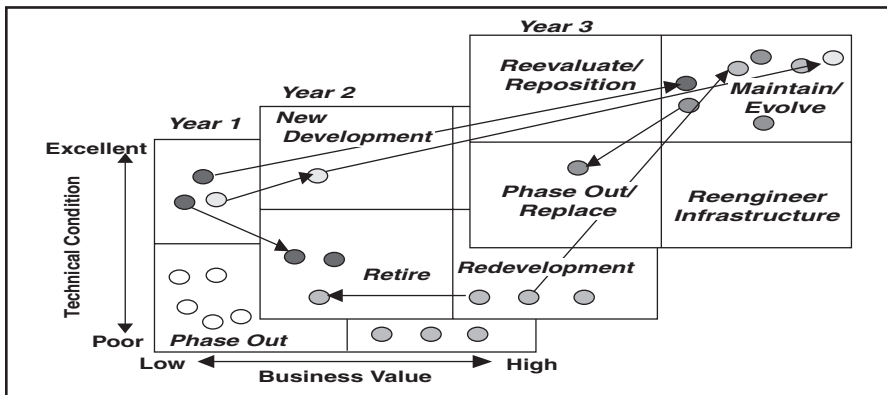 Year 3
Reevaluate/
Reposition
Maintain/
Evolve
Year 2
New
Development
Year 1
Excellent
Technical Condition
Phase Out/
Replace
Reengineer
Infrastructure
Retire
Redevelopment
Phase Out
Poor
Low
High
Business Value